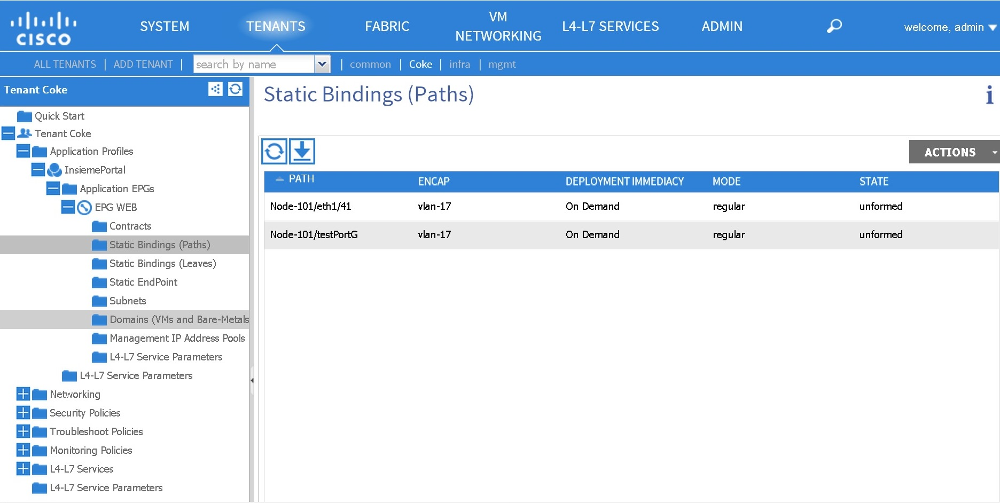 CISCO
SYSTEM
TENANTS
FABRIC
VM
NETWORKING
L4-L7 SERVICES
ADMIN
welcome, admin
ALL TENANTS | ADD TENANT | search by name | common | Coke | infra | mgmt
Tenant Coke
Quick Start
Tenant Coke
Application Profiles
InsiemePortal
Application EPGs
EPG WEB
Contracts
Static Bindings (Paths)
Static Bindings (Leaves)
Static EndPoint
Subnets
Domains (VMs and Bare-Metals
Management IP Address Pools
L4-L7 Service Parameters
L4-L7 Service Parameters
Networking
Security Policies
Troubleshoot Policies
Monitoring Policies
L4-L7 Services
L4-L7 Service Parameters
Static Bindings (Paths)
i
ACTIONS
PATH ENCAP DEPLOYMENT IMMEDIACY MODE STATE
Node-101/eth1/41 vlan-17 On Demand regular unformed
Node-101/testPortG vlan-17 On Demand regular unformed